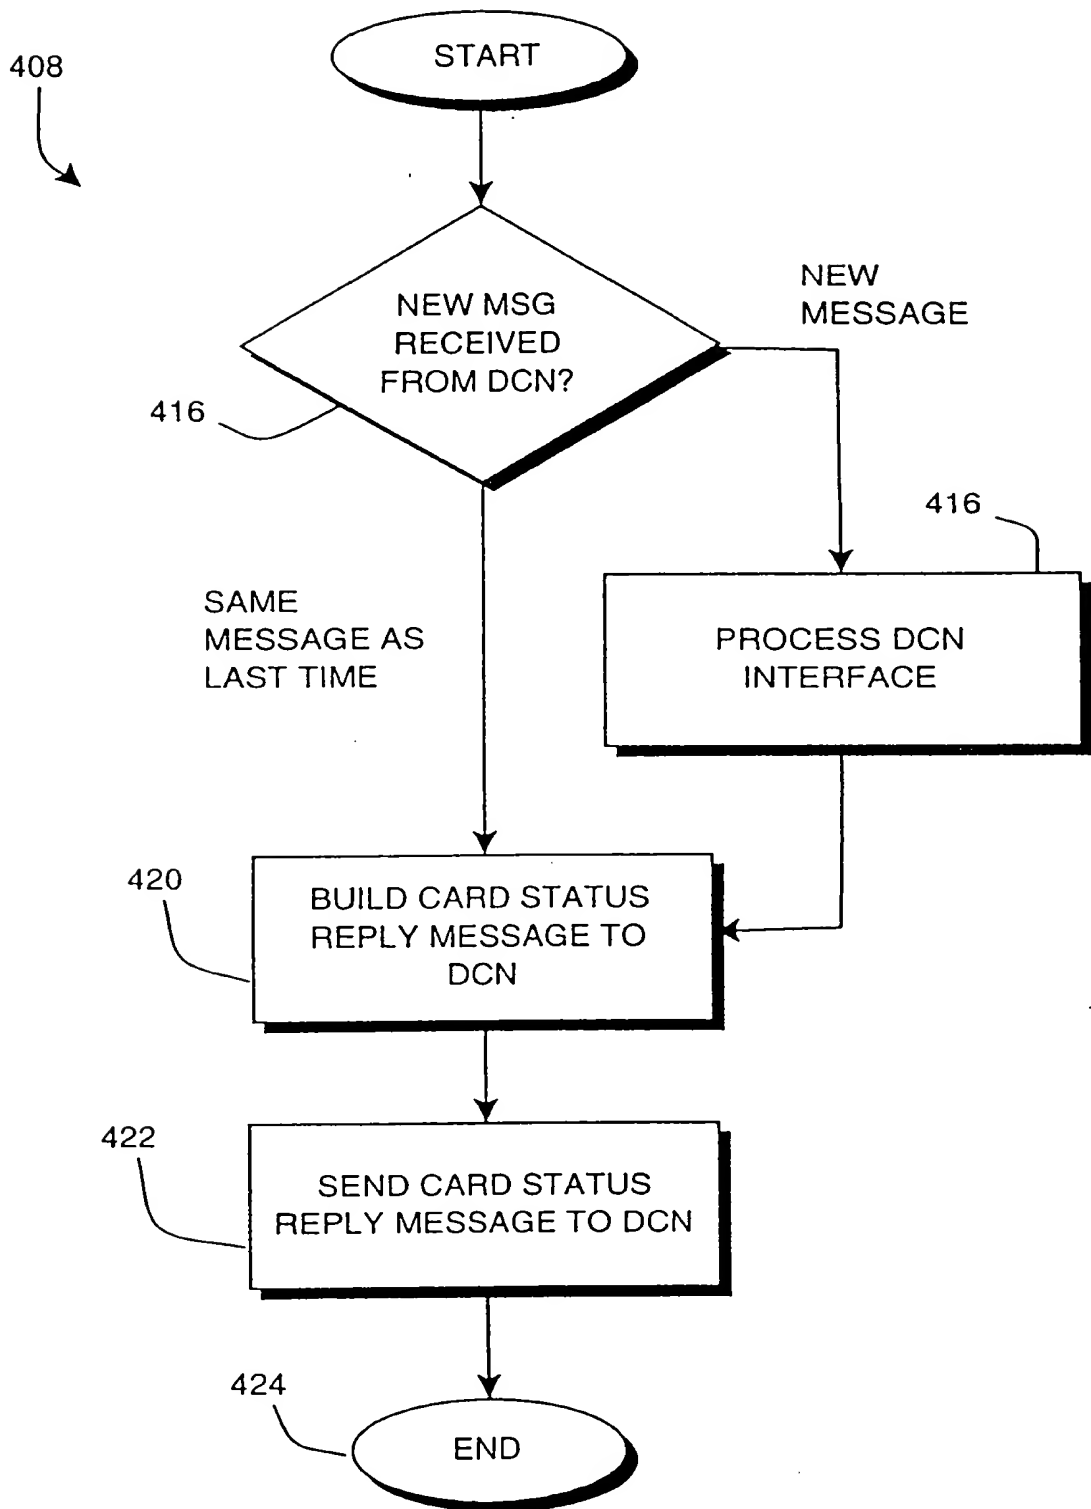 START
408
NEW MSG
RECEIVED
FROM DCN?
NEW
MESSAGE
416
416
SAME
MESSAGE AS
LAST TIME
PROCESS DCN
INTERFACE
420
BUILD CARD STATUS
REPLY MESSAGE TO
DCN
422
SEND CARD STATUS
REPLY MESSAGE TO DCN
424
END